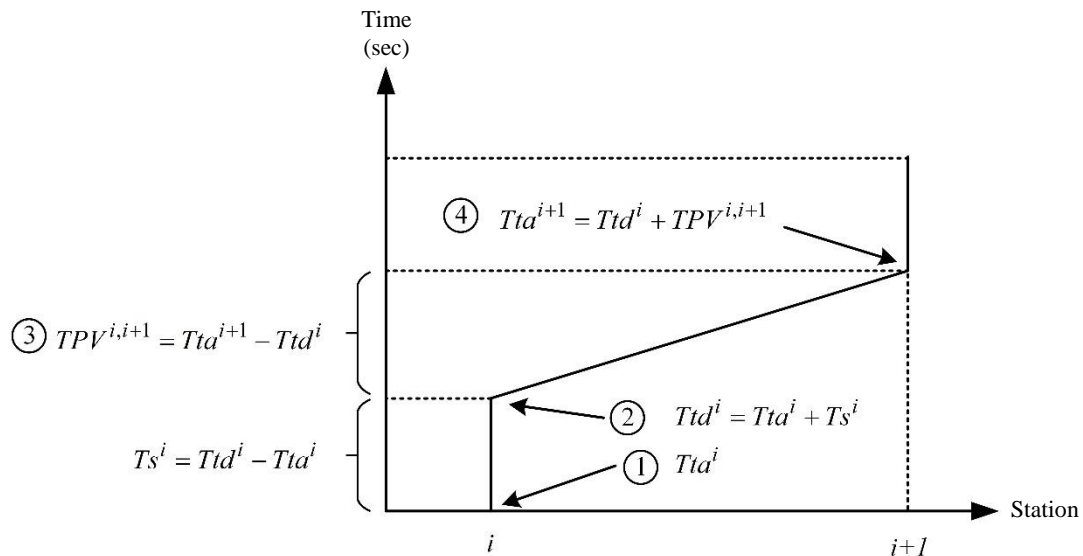 Time
(sec)
④ Tta^{i+1} = Ttd^i + TPV^{i,i+1}
③ TPV^{i,i+1} = Tta^{i+1} − Ttd^i
② Ttd^i = Tta^i + Ts^i
Ts^i = Ttd^i − Tta^i
① Tta^i
Station
i
i+1